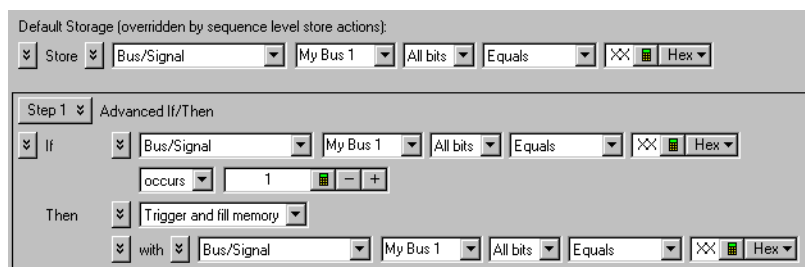 Default Storage (overridden by sequence level store actions):
Store Bus/Signal My Bus 1 All bits Equals XX Hex
Step 1 Advanced If/Then
If Bus/Signal My Bus 1 All bits Equals XX Hex
occurs 1 − +
Then Trigger and fill memory
with Bus/Signal My Bus 1 All bits Equals XX Hex